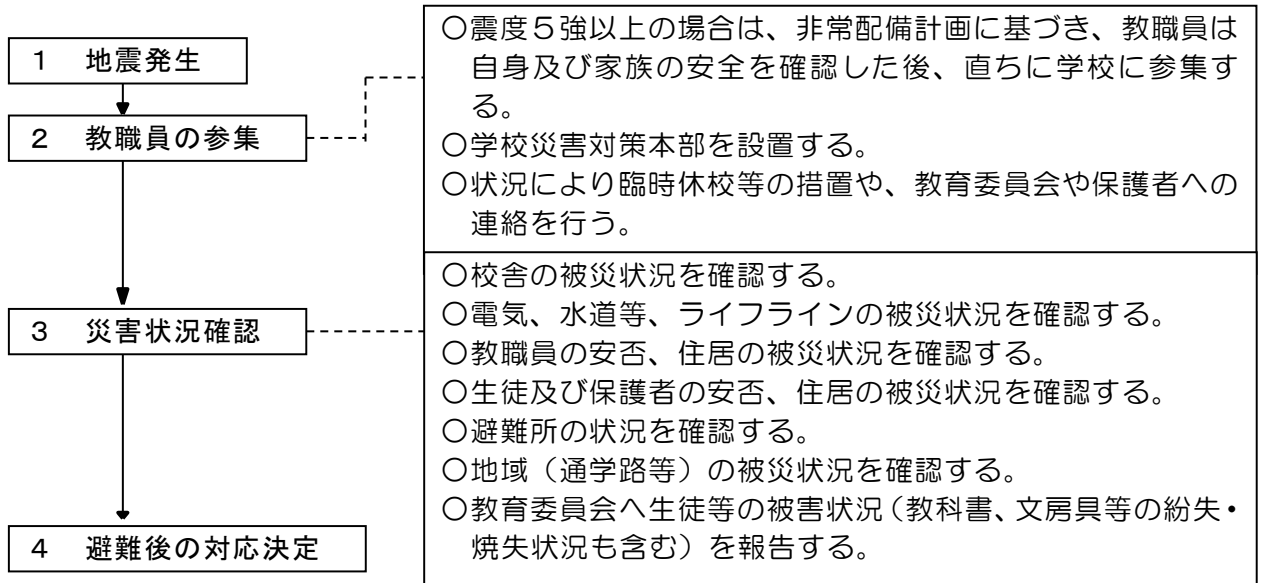 1 地震発生
2 教職員の参集
○震度5強以上の場合は、非常配備計画に基づき、教職員は
自身及び家族の安全を確認した後、直ちに学校に参集す
る。
○学校災害対策本部を設置する。
○状況により臨時休校等の措置や、教育委員会や保護者への
連絡を行う。
3 災害状況確認
○校舎の被災状況を確認する。
○電気、水道等、ライフラインの被災状況を確認する。
○教職員の安否、住居の被災状況を確認する。
○生徒及び保護者の安否、住居の被災状況を確認する。
○避難所の状況を確認する。
○地域（通学路等）の被災状況を確認する。
○教育委員会へ生徒等の被害状況（教科書、文房具等の紛失・
焼失状況も含む）を報告する。
4 避難後の対応決定